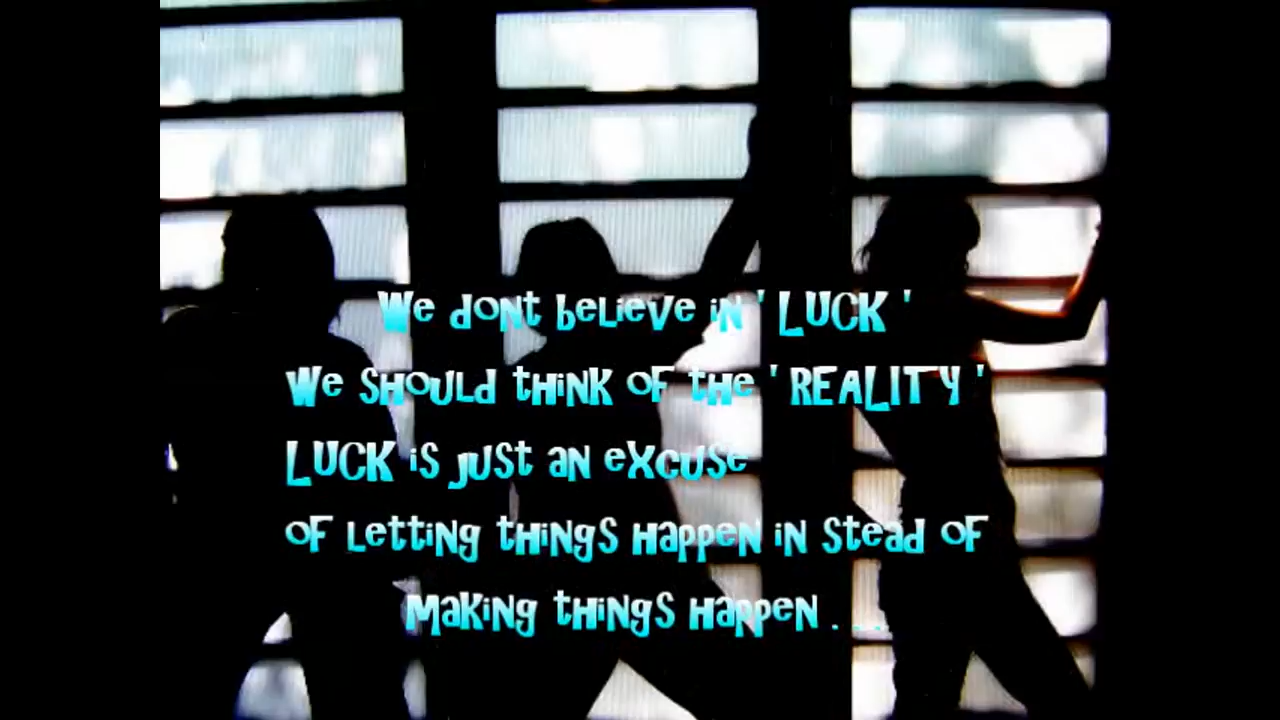 We dont believe in ' LUCK '
We should think of the ' REALITY '
LUCK is just an excuse
of letting things happen in stead of
making things happen . . .